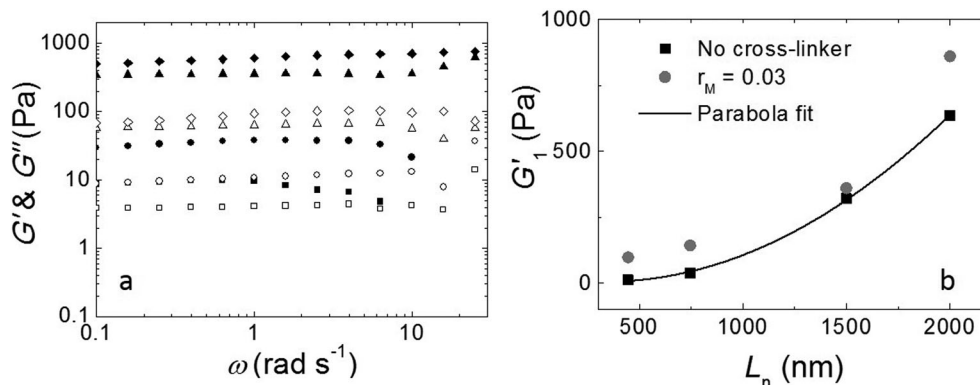 1000
100
10
1
0.1
G' & G'' (Pa)
a
0.1
1
10
ω (rad s⁻¹)
1000
500
0
G'₁ (Pa)
No cross-linker
r_M = 0.03
Parabola fit
b
500
1000
1500
2000
L_n (nm)